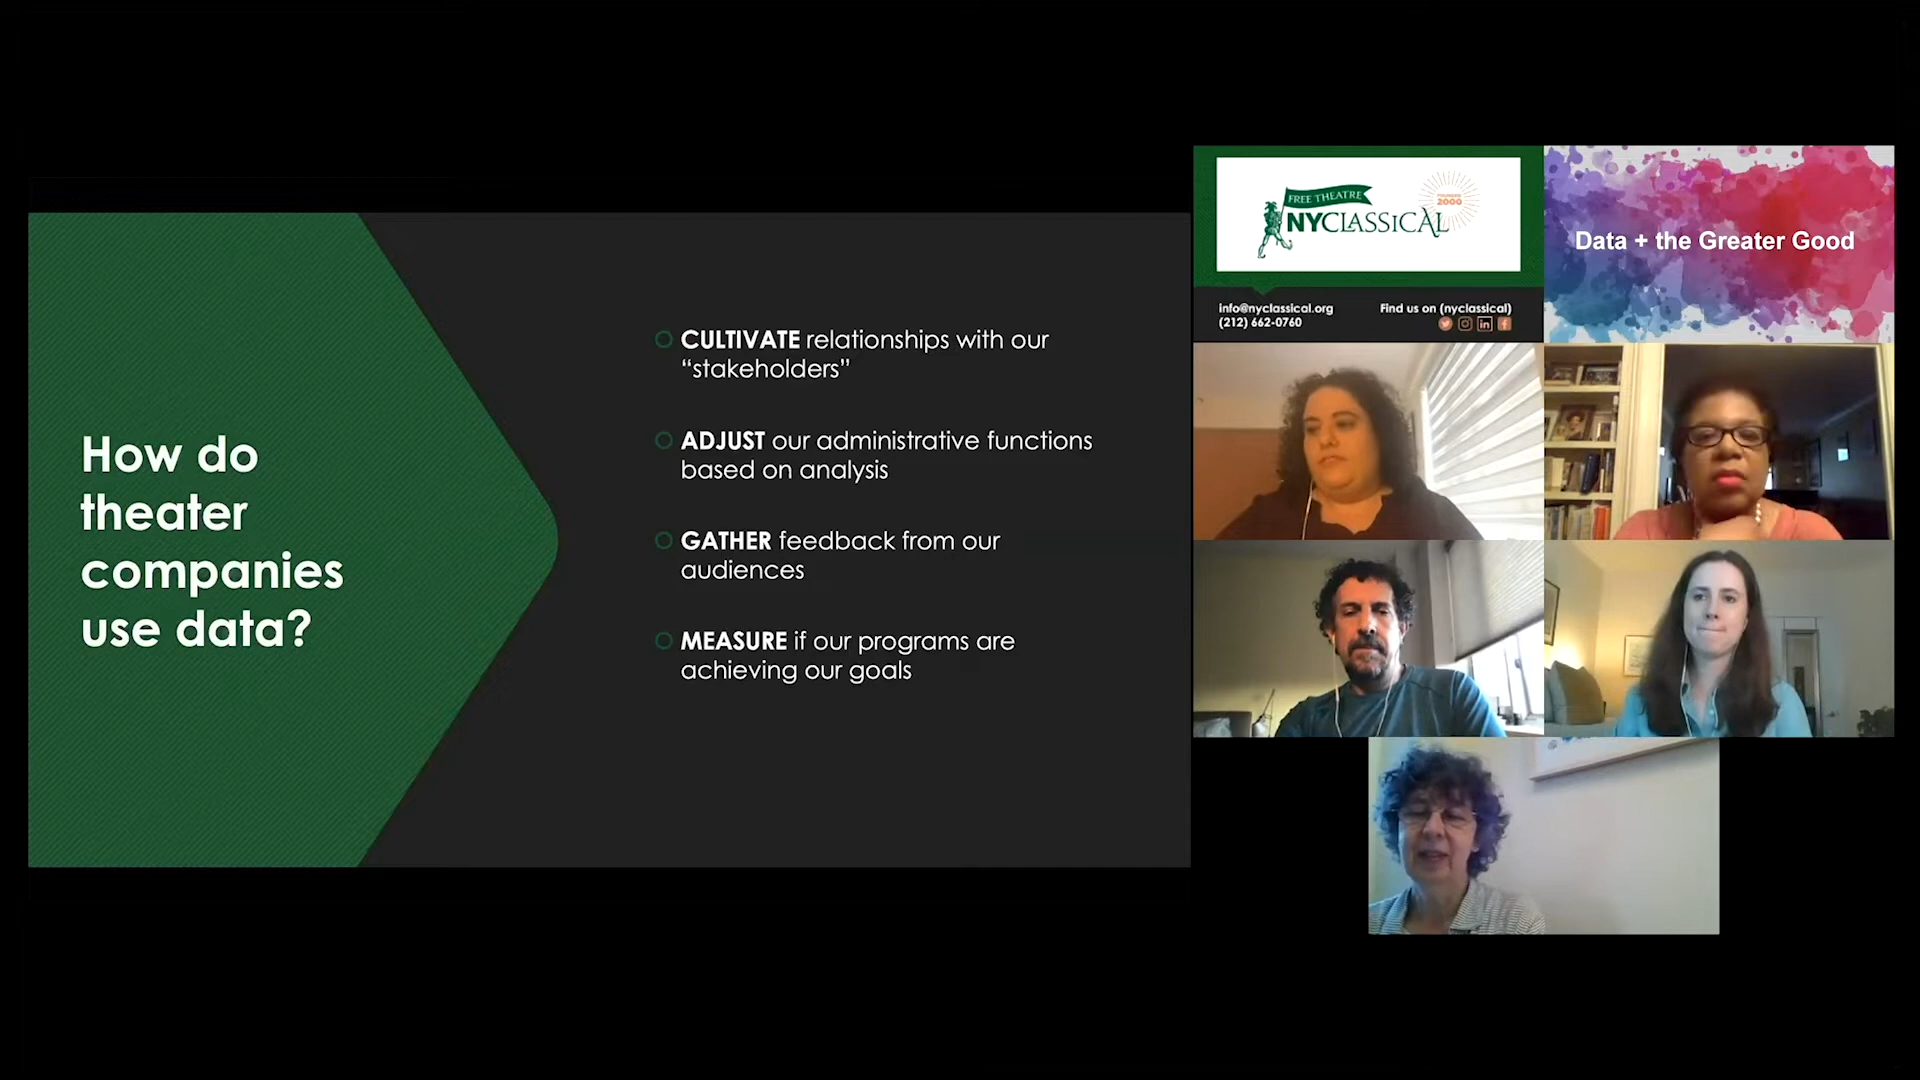 How do
theater
companies
use data?
CULTIVATE relationships with our
“stakeholders”
ADJUST our administrative functions
based on analysis
GATHER feedback from our
audiences
MEASURE if our programs are
achieving our goals
FREE THEATRE
NYCLASSICAL
2000
info@nyclassical.org
(212) 662-0760
Find us on (nyclassical)
Data + the Greater Good